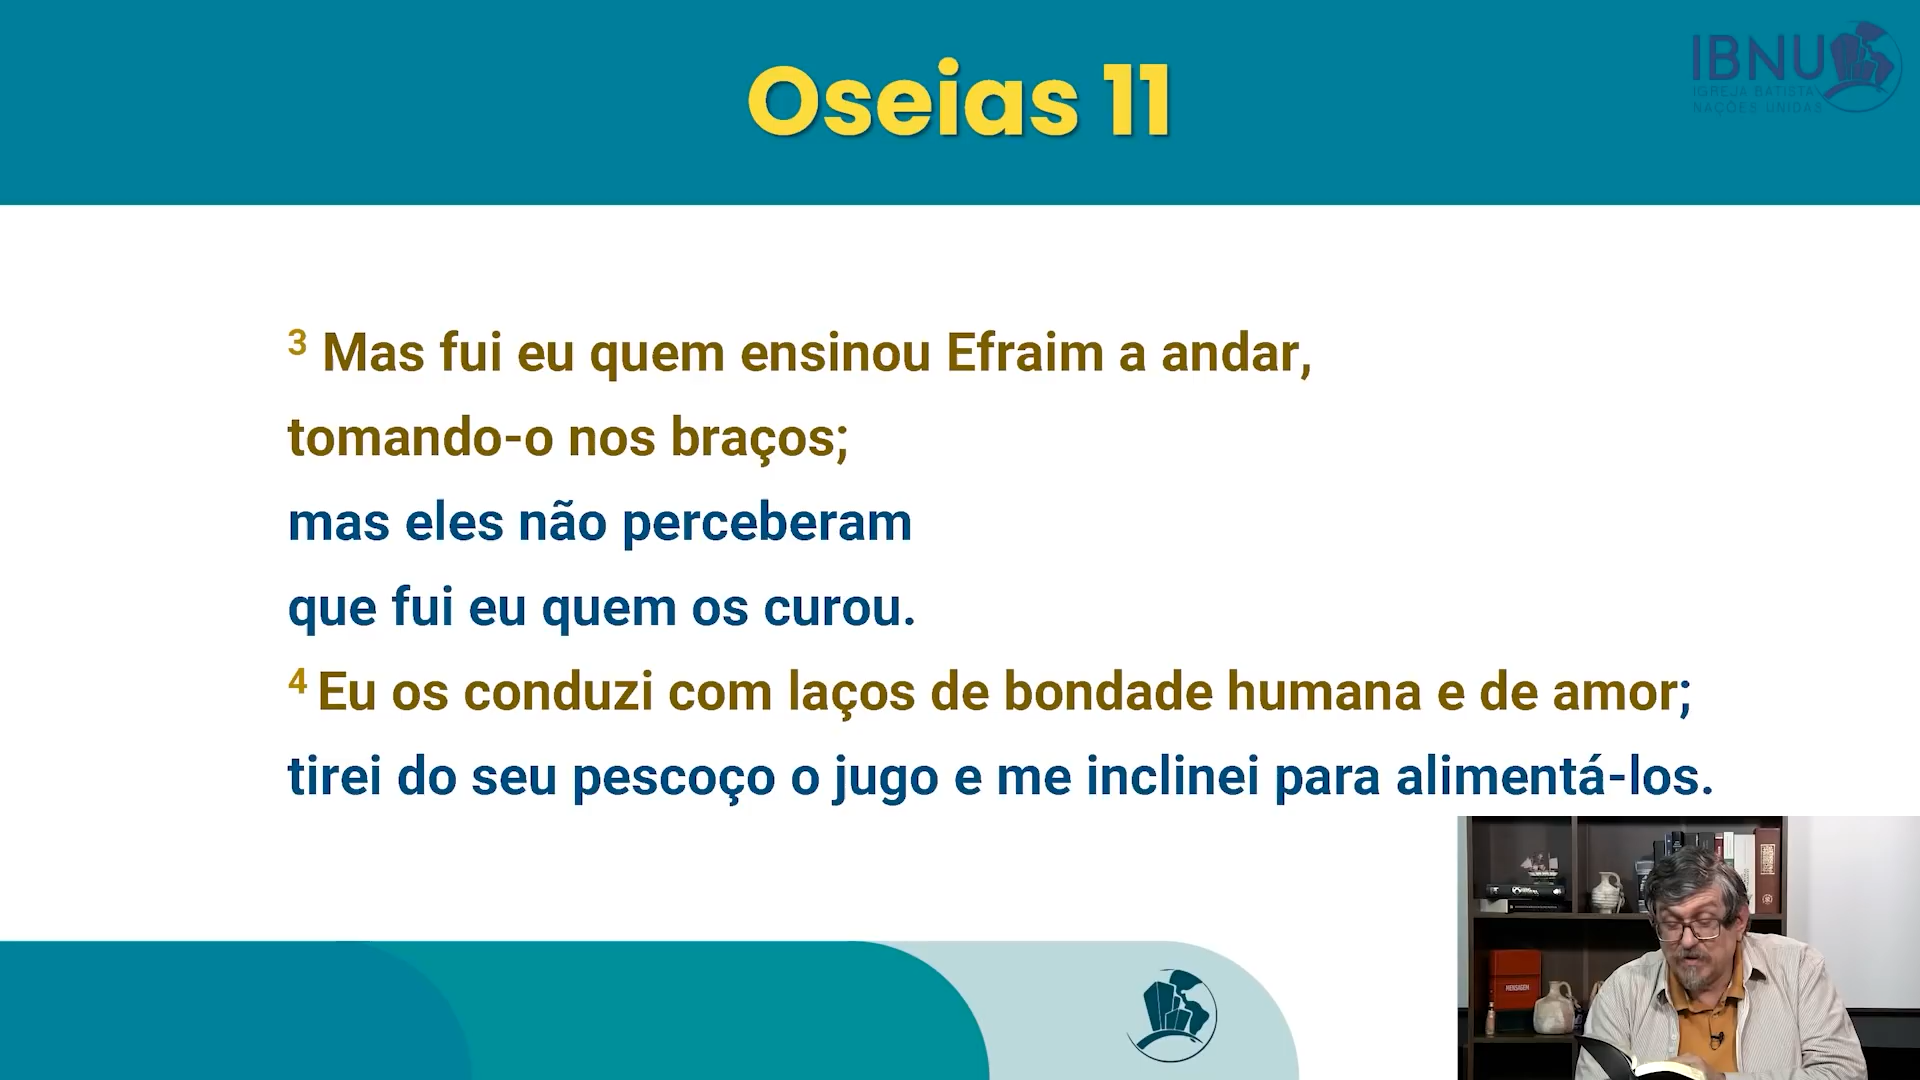 Oseias 11
IBNU
IGREJA BATISTA
NAÇÕES UNIDAS
3 Mas fui eu quem ensinou Efraim a andar,
tomando-o nos braços;
mas eles não perceberam
que fui eu quem os curou.
4 Eu os conduzi com laços de bondade humana e de amor;
tirei do seu pescoço o jugo e me inclinei para alimentá-los.
MENSAGEM